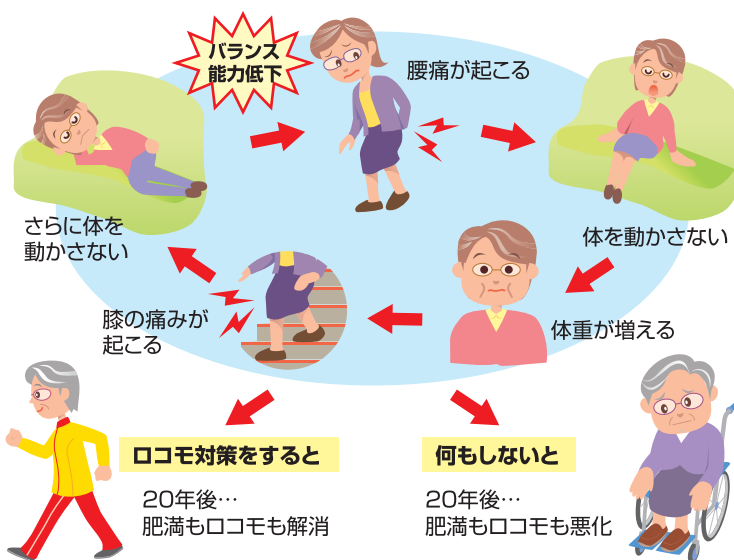 バランス
能力低下
腰痛が起こる
体を動かさない
体重が増える
膝の痛みが
起こる
さらに体を
動かさない
ロコモ対策をすると
20年後…
肥満もロコモも解消
何もしないと
20年後…
肥満もロコモも悪化